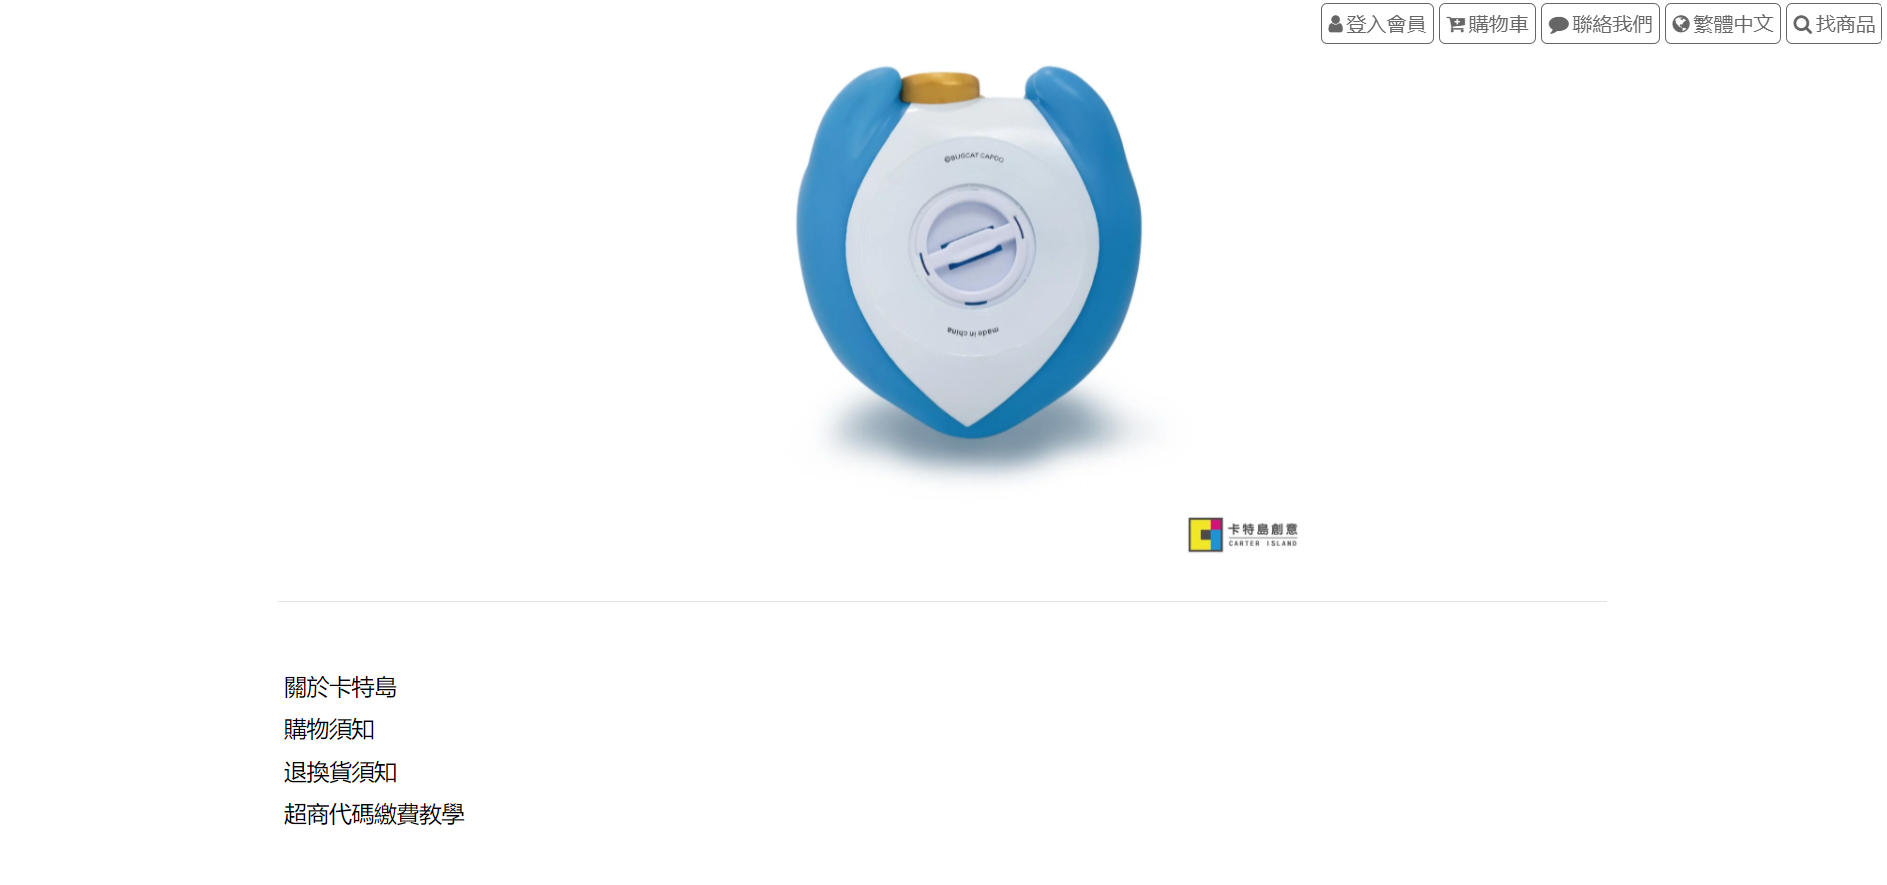 登入會員
購物車
聯絡我們
繁體中文
找商品
©BUGCAT CAPOO
made in china
卡特島創意
CARTER ISLAND
關於卡特島
購物須知
退換貨須知
超商代碼繳費教學